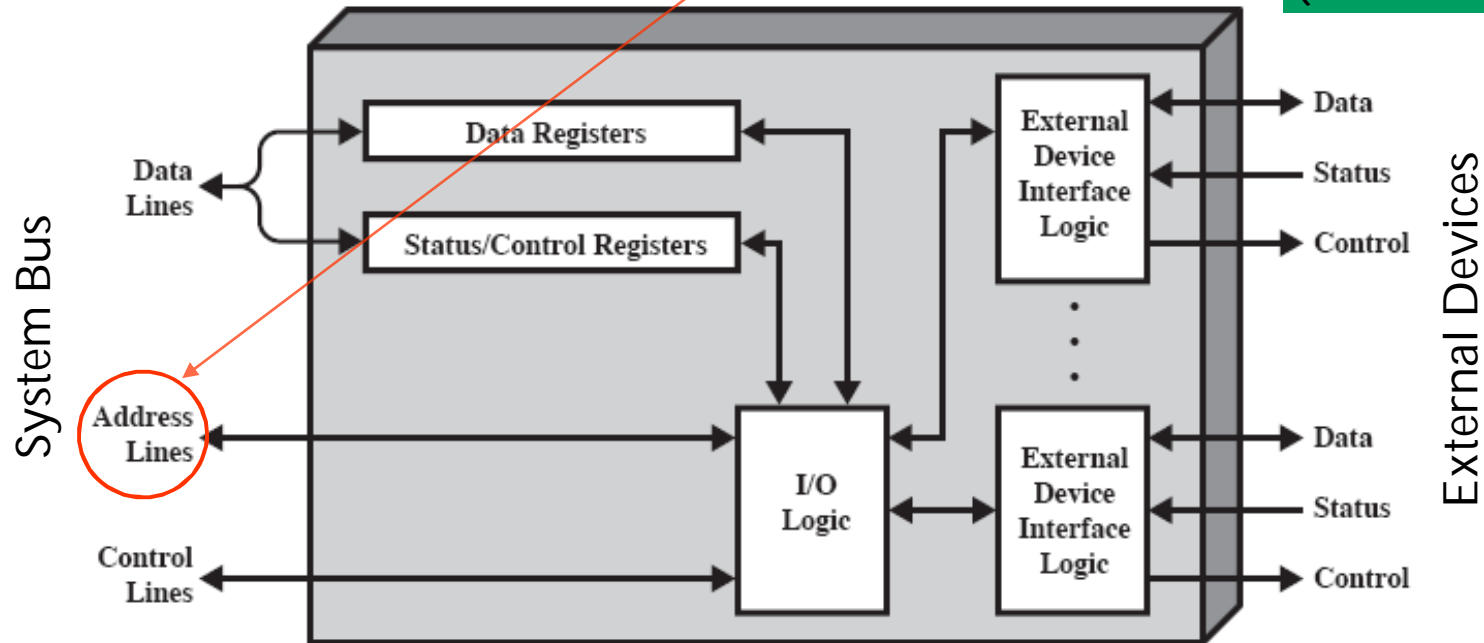 System Bus
Data
Lines
Address
Lines
Control
Lines
Data Registers
Status/Control Registers
I/O
Logic
External
Device
Interface
Logic
External
Device
Interface
Logic
Data
Status
Control
Data
Status
Control
External Devices